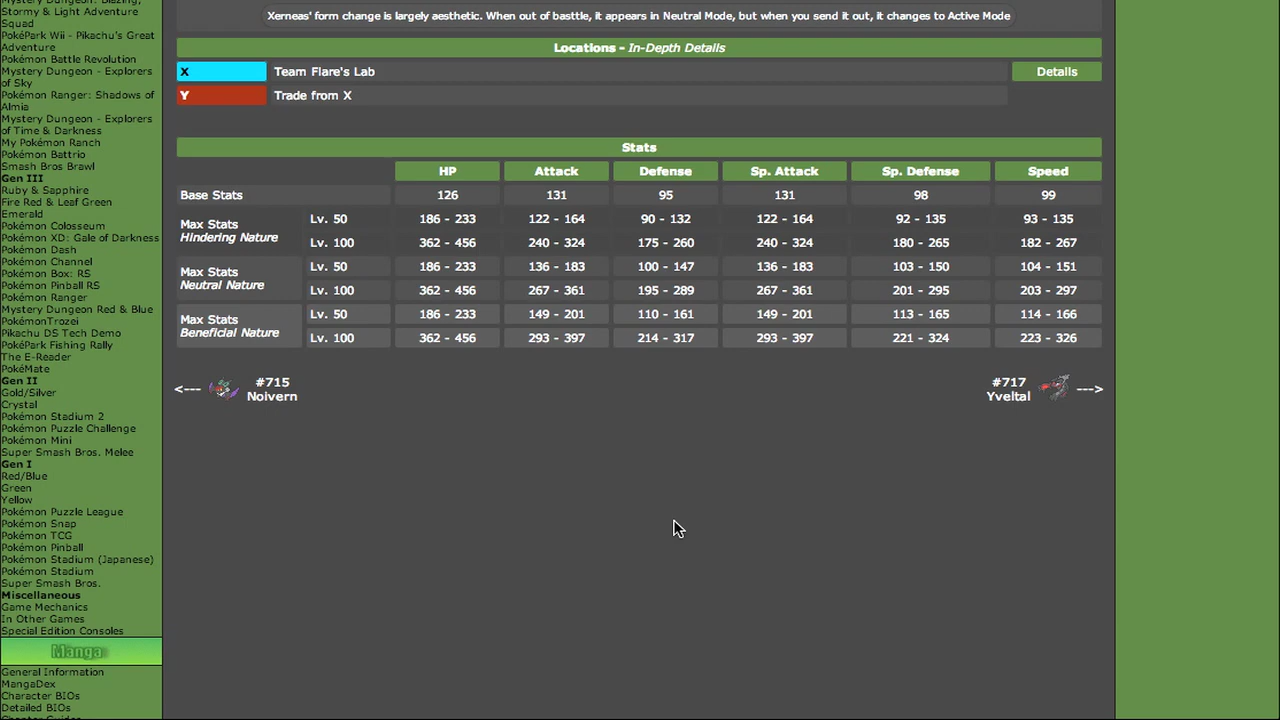 Mystery Dungeon: Blazing,
Stormy & Light Adventure
Squad
PokéPark Wii - Pikachu's Great
Adventure
Pokémon Battle Revolution
Mystery Dungeon - Explorers
of Sky
Pokémon Ranger: Shadows of
Almia
Mystery Dungeon - Explorers
of Time & Darkness
My Pokémon Ranch
Pokémon Battrio
Smash Bros Brawl
Gen III
Ruby & Sapphire
Fire Red & Leaf Green
Emerald
Pokémon Colosseum
Pokémon XD: Gale of Darkness
Pokémon Dash
Pokémon Channel
Pokémon Box: RS
Pokémon Pinball RS
Pokémon Ranger
Mystery Dungeon Red & Blue
PokémonTrozei
Pikachu DS Tech Demo
PokéPark Fishing Rally
The E-Reader
PokéMate
Gen II
Gold/Silver
Crystal
Pokémon Stadium 2
Pokémon Puzzle Challenge
Pokémon Mini
Super Smash Bros. Melee
Gen I
Red/Blue
Green
Yellow
Pokémon Puzzle League
Pokémon Snap
Pokémon TCG
Pokémon Pinball
Pokémon Stadium (Japanese)
Pokémon Stadium
Super Smash Bros.
Miscellaneous
Game Mechanics
In Other Games
Special Edition Consoles
Manga
General Information
MangaDex
Character BIOs
Detailed BIOs
Chapter Guides
Xerneas' form change is largely aesthetic. When out of basttle, it appears in Neutral Mode, but when you send it out, it changes to Active Mode
Locations - In-Depth Details
X Team Flare's Lab Details
Y Trade from X
Stats
HP Attack Defense Sp. Attack Sp. Defense Speed
Base Stats 126 131 95 131 98 99
Max Stats
Hindering Nature
Lv. 50 186 - 233 122 - 164 90 - 132 122 - 164 92 - 135 93 - 135
Lv. 100 362 - 456 240 - 324 175 - 260 240 - 324 180 - 265 182 - 267
Max Stats
Neutral Nature
Lv. 50 186 - 233 136 - 183 100 - 147 136 - 183 103 - 150 104 - 151
Lv. 100 362 - 456 267 - 361 195 - 289 267 - 361 201 - 295 203 - 297
Max Stats
Beneficial Nature
Lv. 50 186 - 233 149 - 201 110 - 161 149 - 201 113 - 165 114 - 166
Lv. 100 362 - 456 293 - 397 214 - 317 293 - 397 221 - 324 223 - 326
<--- #715
Noivern
#717 --->
Yveltal